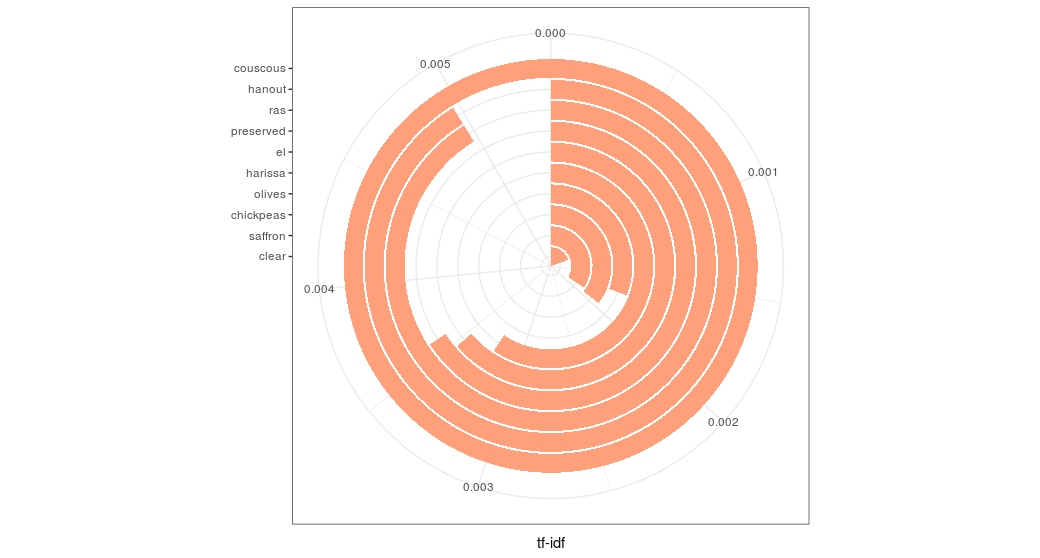 0.000
0.005
couscous
hanout
ras
preserved
el
harissa
olives
chickpeas
saffron
clear
0.001
0.004
0.002
0.003
tf-idf